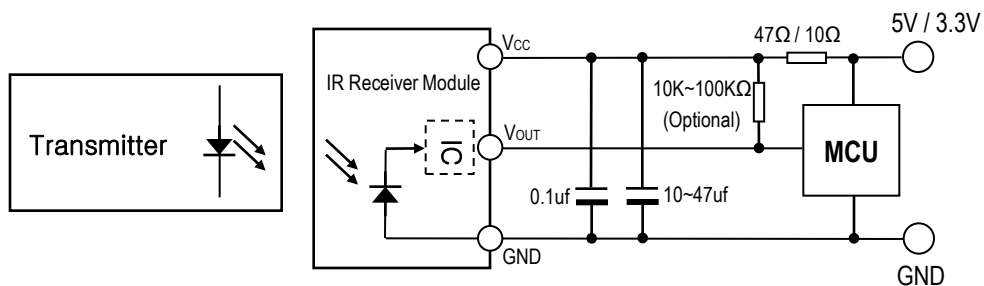 5V / 3.3V
47Ω / 10Ω
Vcc
IR Receiver Module
10K~100KΩ
(Optional)
Transmitter
VOUT
IC
MCU
0.1uf
10~47uf
GND
GND